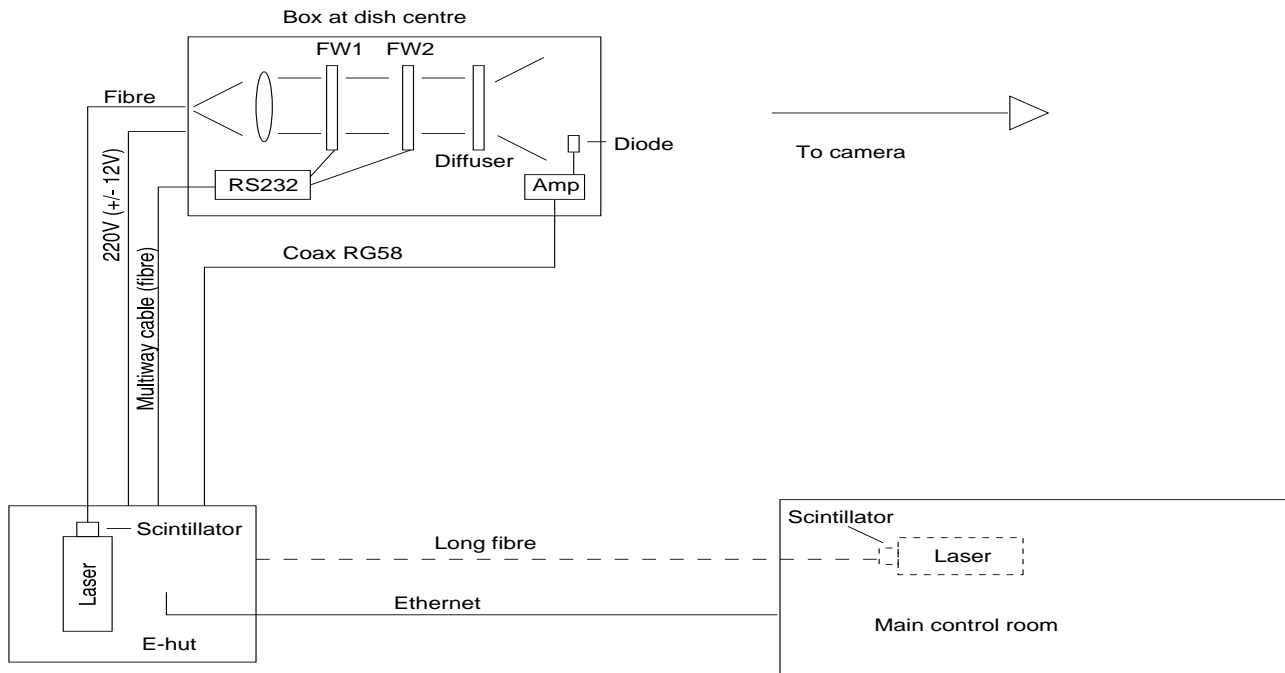 Box at dish centre
FW1
FW2
Fibre
Diode
Diffuser
To camera
RS232
Amp
220V (+/- 12V)
Multiway cable (fibre)
Coax RG58
Scintillator
Laser
E-hut
Long fibre
Ethernet
Scintillator
Laser
Main control room